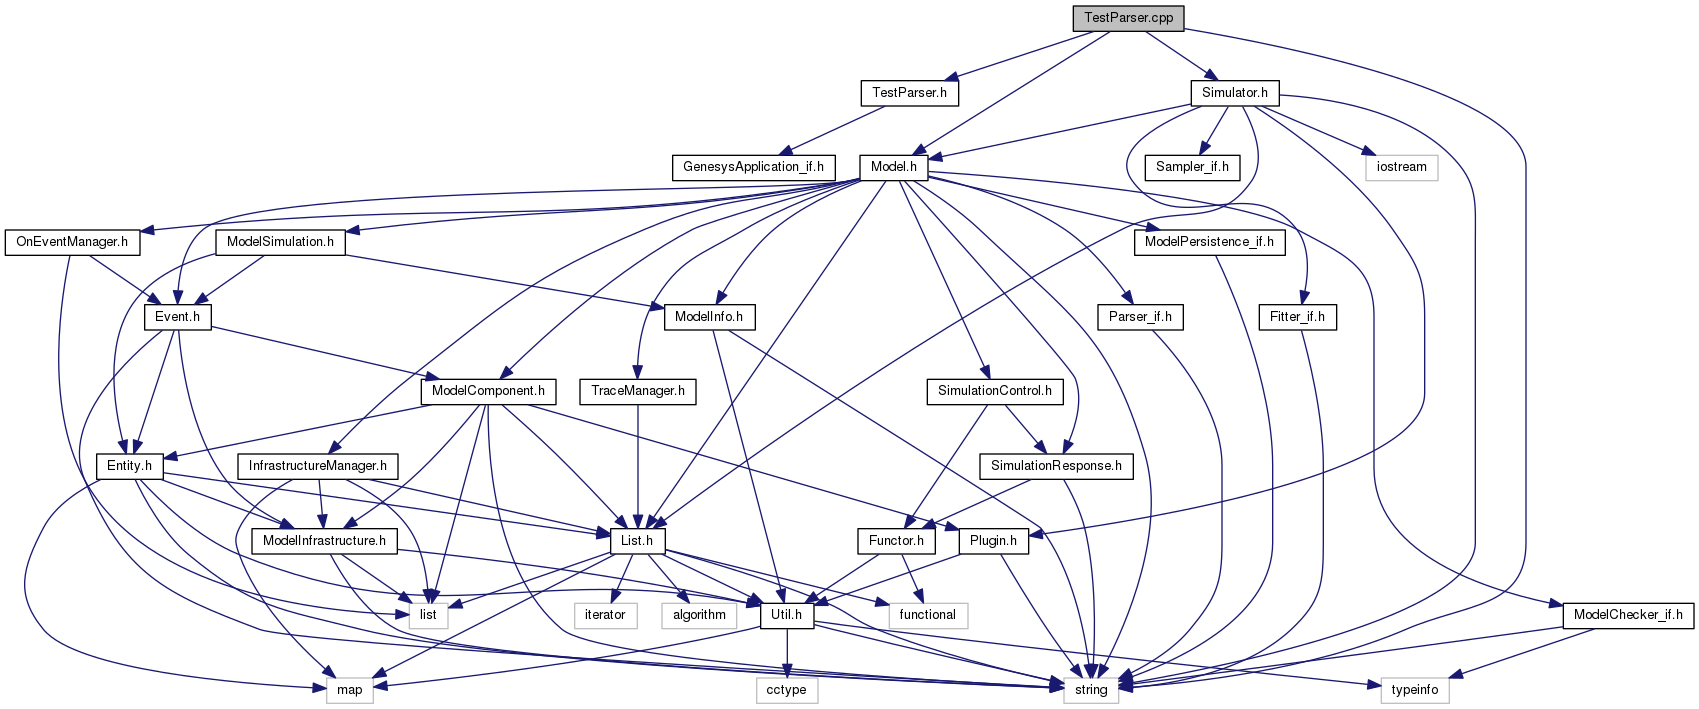 TestParser.cpp
TestParser.h
Simulator.h
GenesysApplication_if.h
Model.h
Sampler_if.h
iostream
OnEventManager.h
ModelSimulation.h
ModelPersistence_if.h
Event.h
ModelInfo.h
Parser_if.h
Fitter_if.h
ModelComponent.h
TraceManager.h
SimulationControl.h
Entity.h
InfrastructureManager.h
SimulationResponse.h
ModelInfrastructure.h
List.h
Functor.h
Plugin.h
list
iterator
algorithm
Util.h
functional
ModelChecker_if.h
map
cctype
string
typeinfo